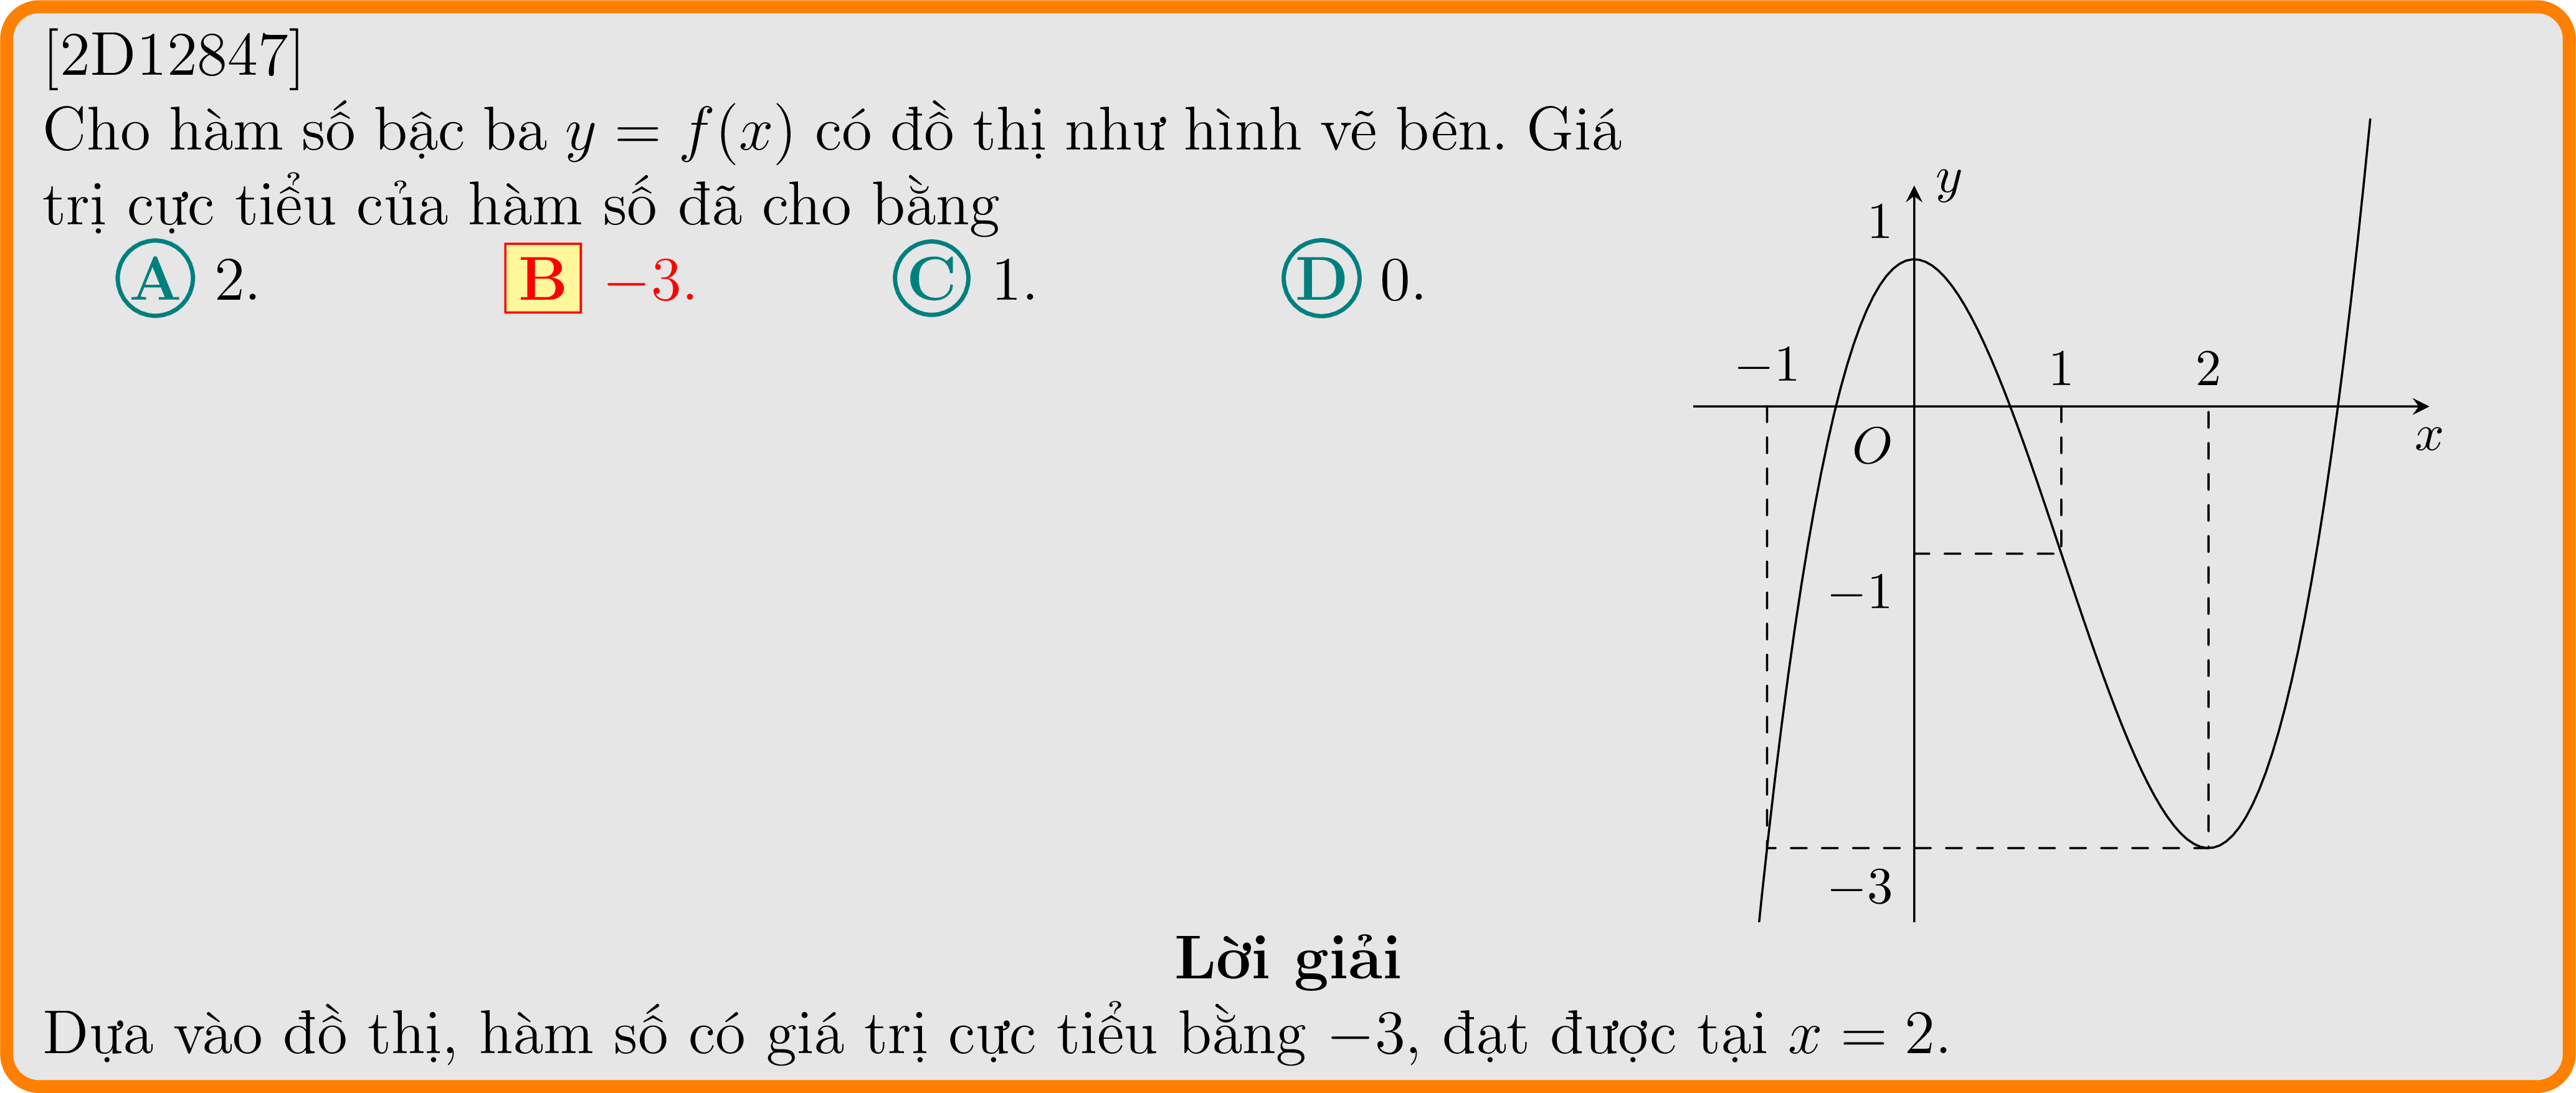 [2D12847]
Cho hàm số bậc ba y = f(x) có đồ thị như hình vẽ bên. Giá
trị cực tiểu của hàm số đã cho bằng
A 2. B −3. C 1. D 0.
y
1
−1 1 2
O x
−1
−3
Lời giải
Dựa vào đồ thị, hàm số có giá trị cực tiểu bằng −3, đạt được tại x = 2.